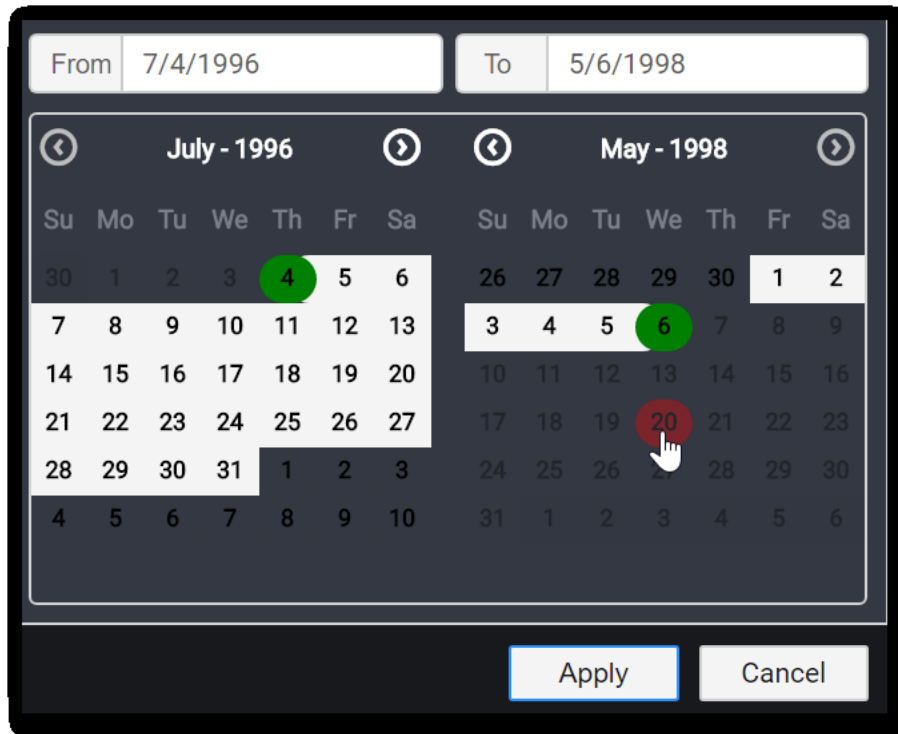 From 7/4/1996 To 5/6/1998
July - 1996 May - 1998
Su Mo Tu We Th Fr Sa Su Mo Tu We Th Fr Sa
30 1 2 3 4 5 6 26 27 28 29 30 1 2
7 8 9 10 11 12 13 3 4 5 6 7 8 9
14 15 16 17 18 19 20 10 11 12 13 14 15 16
21 22 23 24 25 26 27 17 18 19 20 21 22 23
28 29 30 31 1 2 3 24 25 26 27 28 29 30
4 5 6 7 8 9 10 31 1 2 3 4 5 6
Apply Cancel